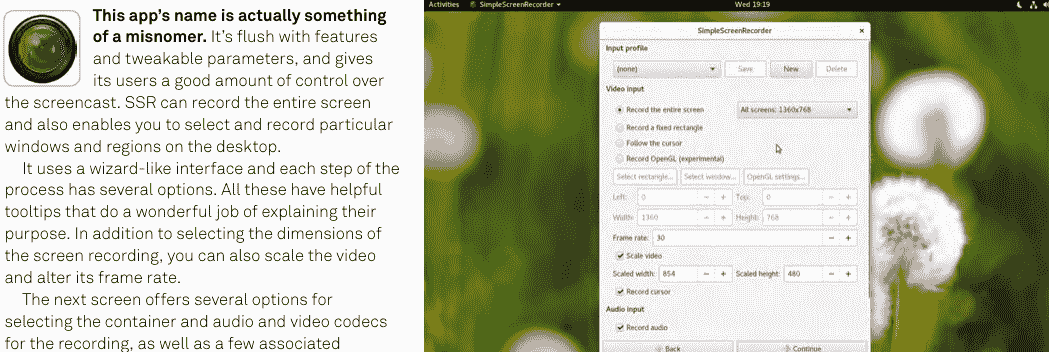 This app's name is actually something
of a misnomer. It's flush with features
and tweakable parameters, and gives
its users a good amount of control over
the screencast. SSR can record the entire screen
and also enables you to select and record particular
windows and regions on the desktop.
It uses a wizard-like interface and each step of the
process has several options. All these have helpful
tooltips that do a wonderful job of explaining their
purpose. In addition to selecting the dimensions of
the screen recording, you can also scale the video
and alter its frame rate.
The next screen offers several options for
selecting the container and audio and video codecs
for the recording, as well as a few associated
Activities SimpleScreenRecorder Wed 19:19
SimpleScreenRecorder
Input profile
(none) Save New Delete
Video input
Record the entire screen All screens: 1360x768
Record a fixed rectangle
Follow the cursor
Record OpenGL (experimental)
Select rectangle... Select window... OpenGL settings...
Left: 0 Top: 0
Width: 1360 Height: 768
Frame rate: 30
Scale video
Scaled width: 854 Scaled height: 480
Record cursor
Audio input
Record audio
Back Continue